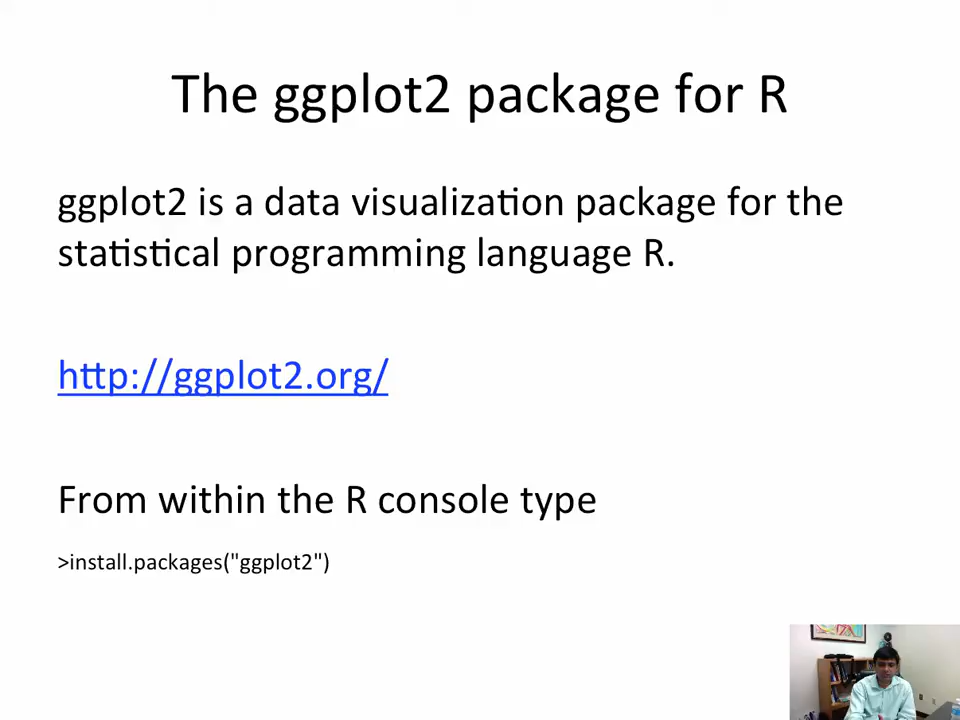 The ggplot2 package for R
ggplot2 is a data visualization package for the
statistical programming language R.
http://ggplot2.org/
From within the R console type
>install.packages("ggplot2")